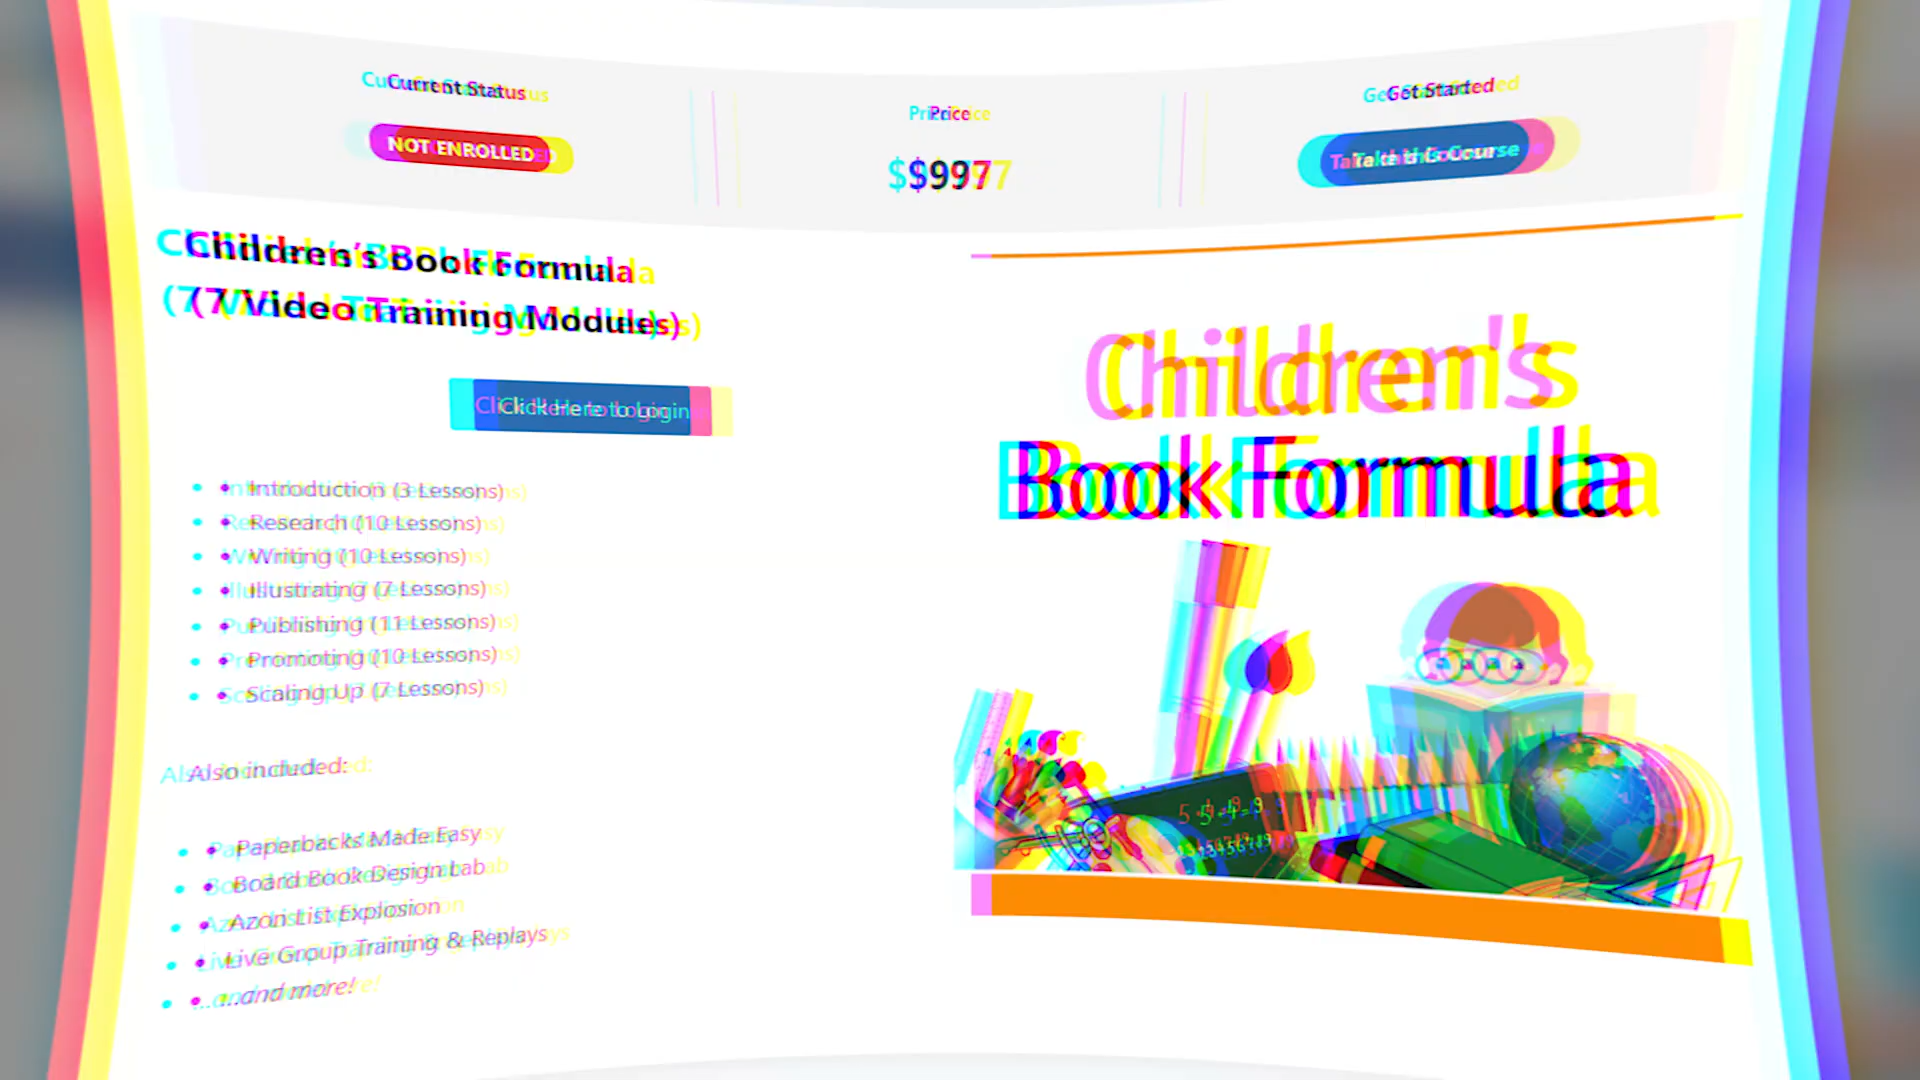 Current Status
Price
Get Started
NOT ENROLLED
$997
Take this Course
Children's Book Formula
(7 Video Training Modules)
Click Here to Login
Introduction (3 Lessons)
Research (10 Lessons)
Writing (10 Lessons)
Illustrating (7 Lessons)
Publishing (11 Lessons)
Promoting (10 Lessons)
Scaling Up (7 Lessons)
Also included:
Paperbacks Made Easy
Board Book Design Lab
Azon List Explosion
Live Group Training & Replays
...and more!
Children's
Book Formula